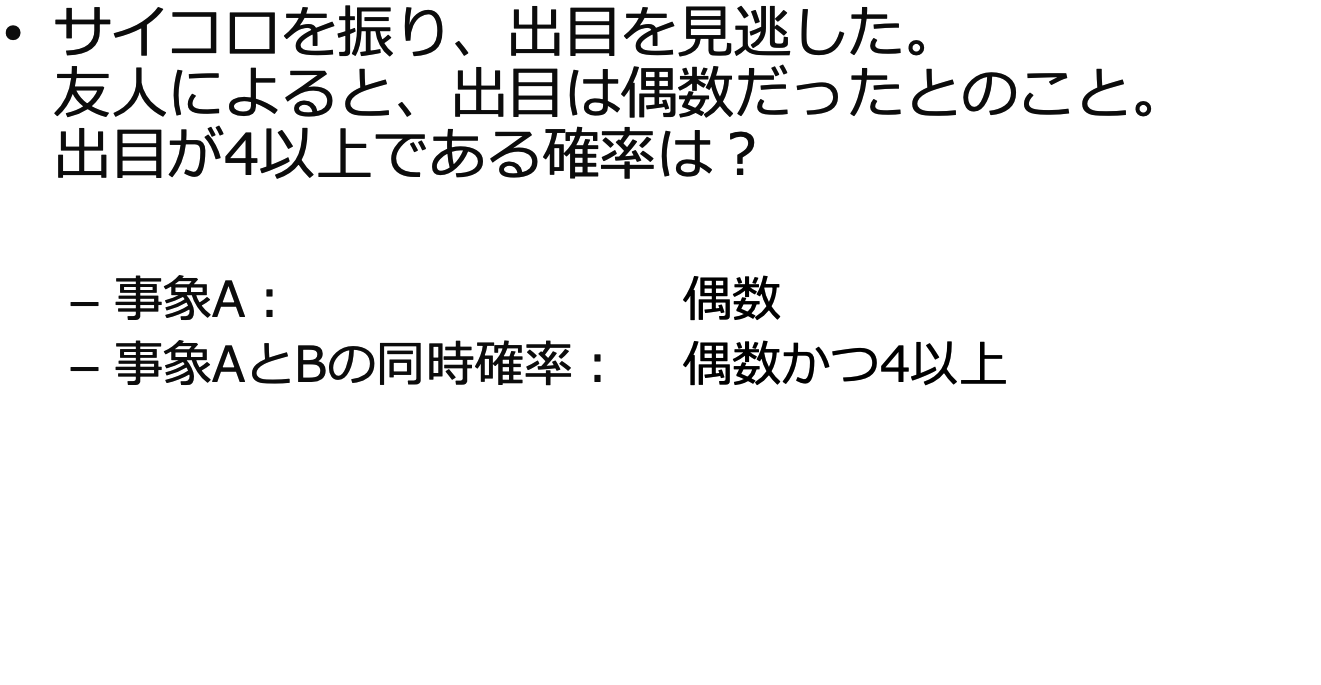 • サイコロを振り、出目を見逃した。
友人によると、出目は偶数だったとのこと。
出目が4以上である確率は？
– 事象A： 偶数
– 事象AとBの同時確率： 偶数かつ4以上